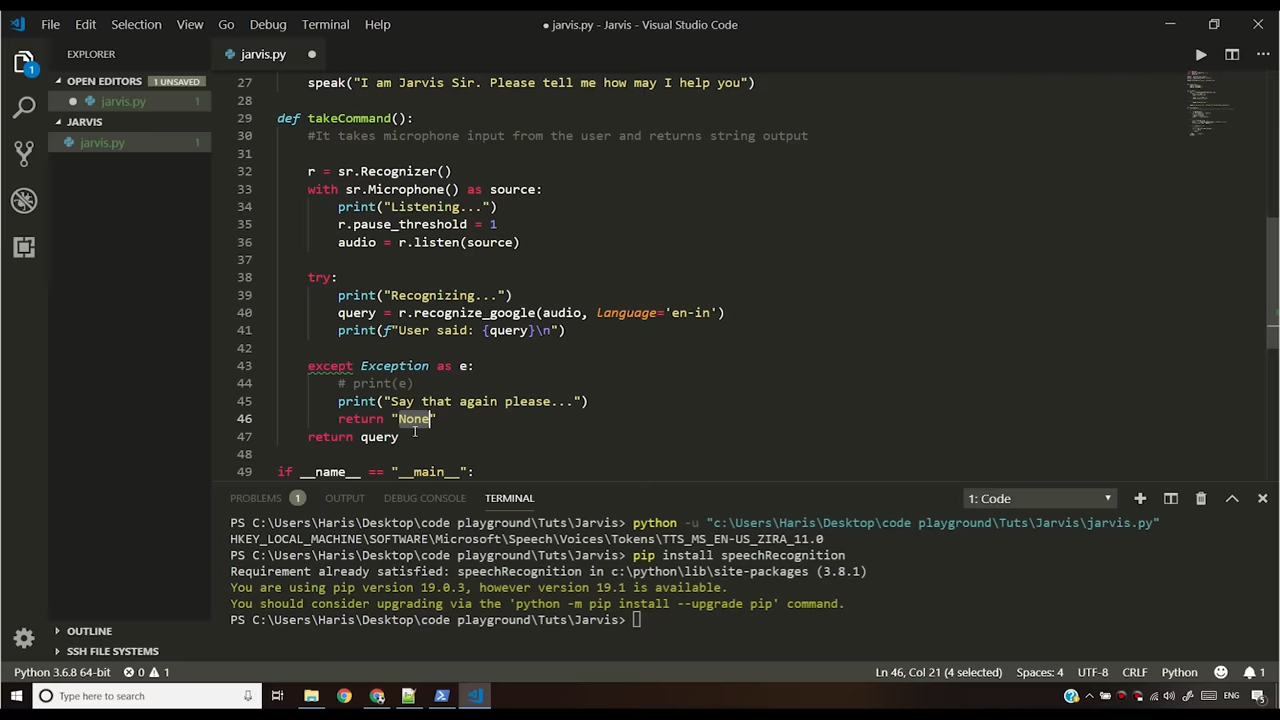 File Edit Selection View Go Debug Terminal Help
● jarvis.py - Jarvis - Visual Studio Code
EXPLORER
jarvis.py ●
OPEN EDITORS 1 UNSAVED
● jarvis.py 1
JARVIS
jarvis.py 1
1
27 speak("I am Jarvis Sir. Please tell me how may I help you")
28
29 def takeCommand():
30 #It takes microphone input from the user and returns string output
31
32 r = sr.Recognizer()
33 with sr.Microphone() as source:
34 print("Listening...")
35 r.pause_threshold = 1
36 audio = r.listen(source)
37
38 try:
39 print("Recognizing...")
40 query = r.recognize_google(audio, language='en-in')
41 print(f"User said: {query}\n")
42
43 except Exception as e:
44 # print(e)
45 print("Say that again please...")
46 return "None"
47 return query
48
49 if __name__ == "__main__":
PROBLEMS 1 OUTPUT DEBUG CONSOLE TERMINAL 1: Code
PS C:\Users\Haris\Desktop\code playground\Tuts\Jarvis> python -u "c:\Users\Haris\Desktop\code playground\Tuts\Jarvis\jarvis.py"
HKEY_LOCAL_MACHINE\SOFTWARE\Microsoft\Speech\Voices\Tokens\TTS_MS_EN-US_ZIRA_11.0
PS C:\Users\Haris\Desktop\code playground\Tuts\Jarvis> pip install speechRecognition
Requirement already satisfied: speechRecognition in c:\python\lib\site-packages (3.8.1)
You are using pip version 19.0.3, however version 19.1 is available.
You should consider upgrading via the 'python -m pip install --upgrade pip' command.
PS C:\Users\Haris\Desktop\code playground\Tuts\Jarvis>
OUTLINE
SSH FILE SYSTEMS
Python 3.6.8 64-bit 0 1 Ln 46, Col 21 (4 selected) Spaces: 4 UTF-8 CRLF Python 1
Type here to search ENG 5